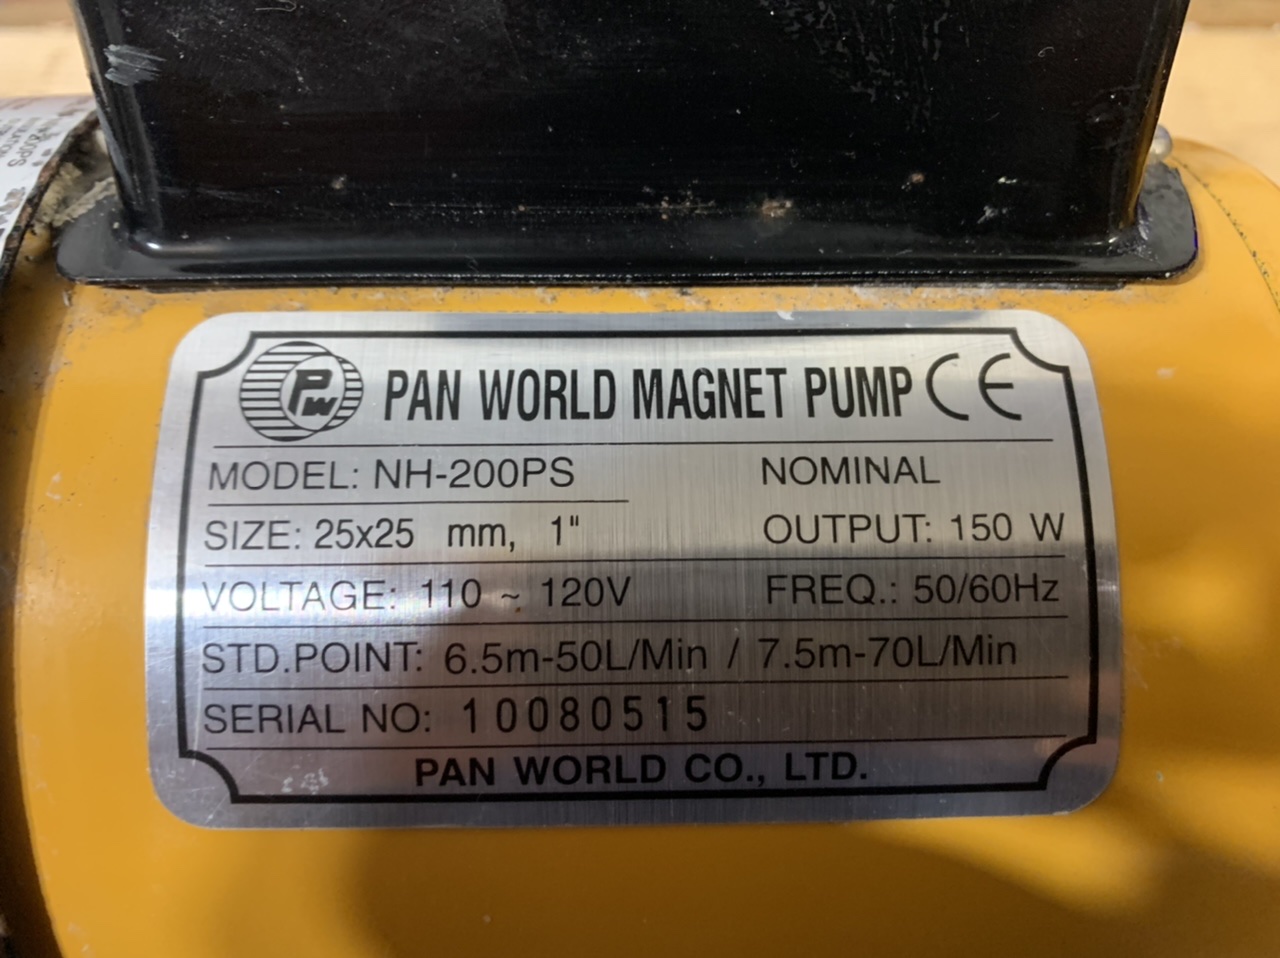 PW PAN WORLD MAGNET PUMP CE
MODEL: NH-200PS NOMINAL
SIZE: 25x25 mm, 1" OUTPUT: 150 W
VOLTAGE: 110 ~ 120V FREQ.: 50/60Hz
STD.POINT: 6.5m-50L/Min / 7.5m-70L/Min
SERIAL NO: 10080515
PAN WORLD CO., LTD.